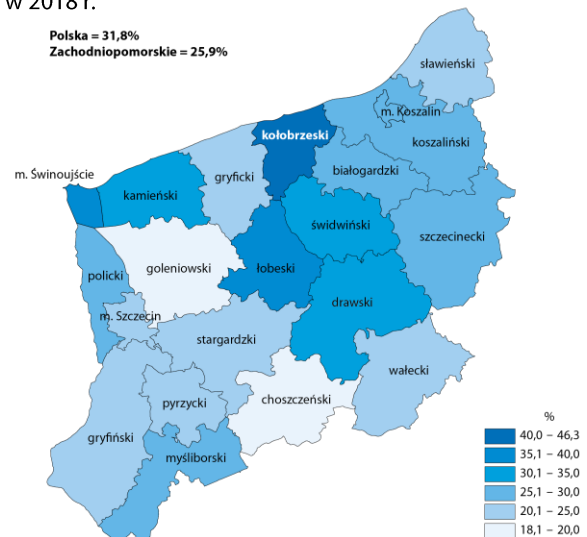 w 2018 r.
Polska = 31,8%
Zachodniopomorskie = 25,9%
sławieński
m. Koszalin
kołobrzeski
koszaliński
białogardzki
m. Świnoujście
gryficki
kamieński
świdwiński
szczecinecki
goleniowski
łobeski
policki
drawski
m. Szczecin
stargardzki
wałecki
choszczeński
pyrzycki
gryfiński
myśliborski
%
40,0 – 46,3
35,1 – 40,0
30,1 – 35,0
25,1 – 30,0
20,1 – 25,0
18,1 – 20,0